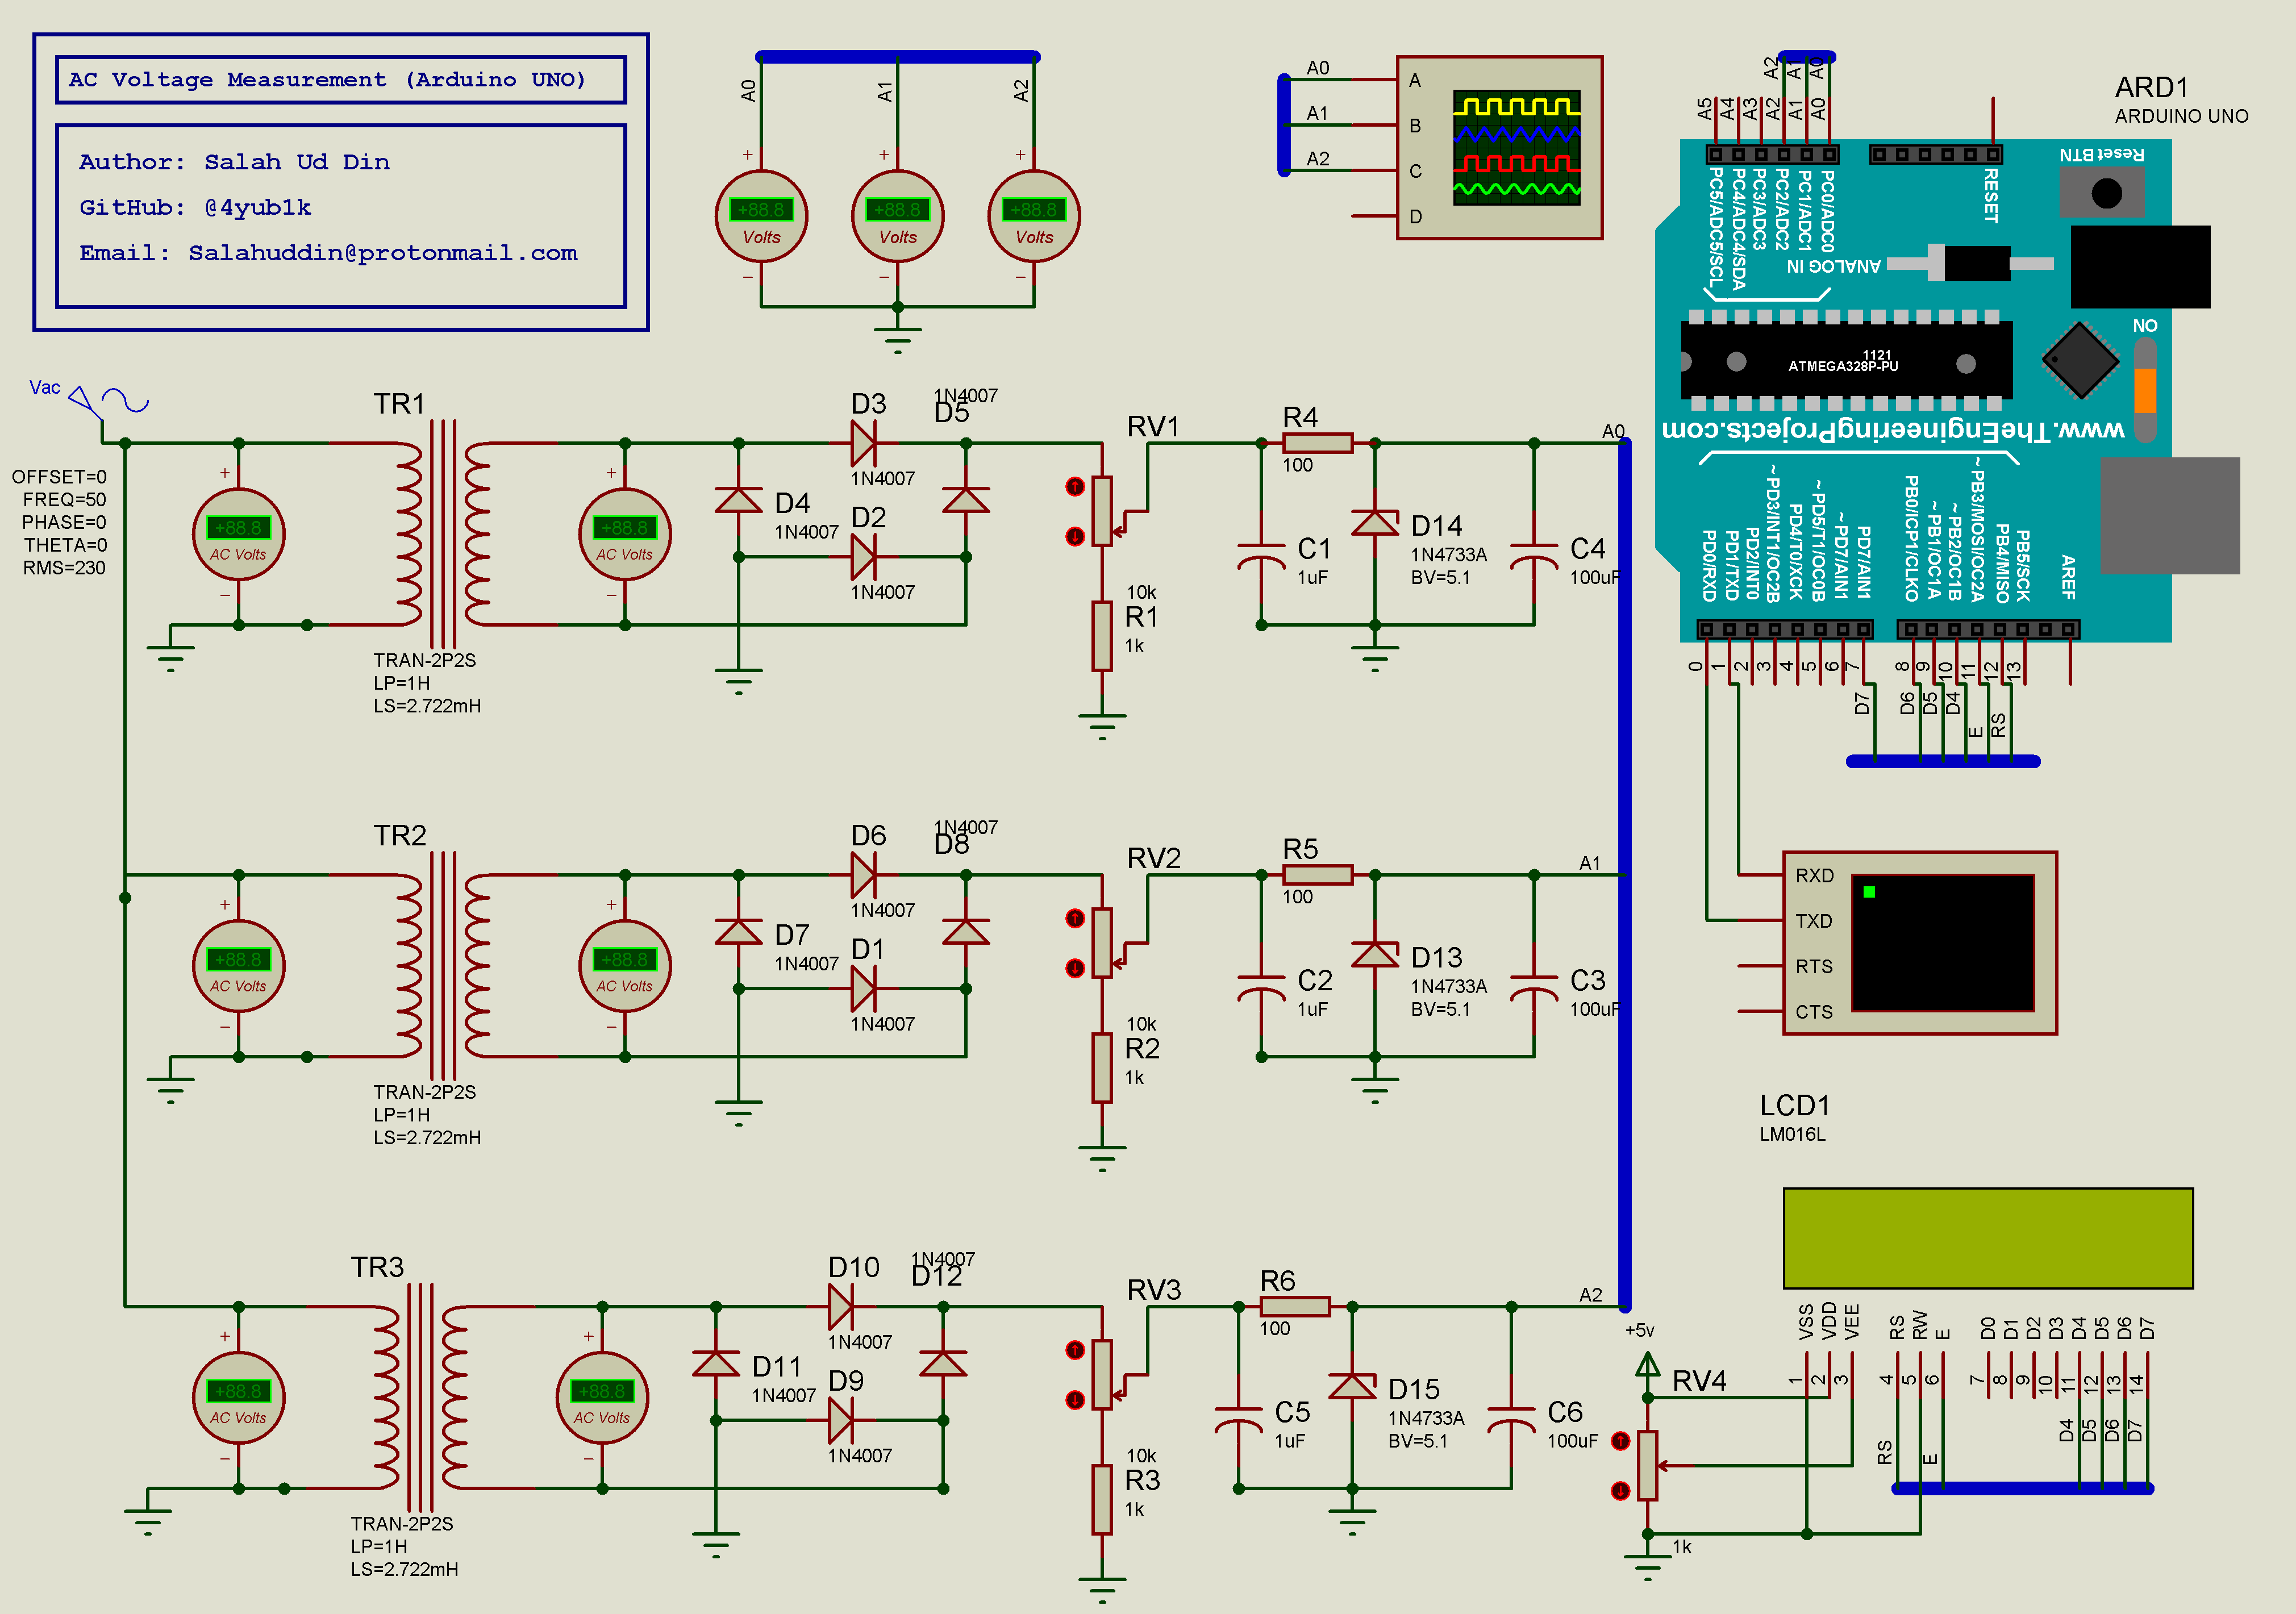 AC Voltage Measurement (Arduino UNO)
Author: Salah Ud Din
GitHub: @4yub1k
Email: Salahuddin@protonmail.com
A0
A1
A2
+
+
+
+88.8
+88.8
+88.8
Volts
Volts
Volts
−
−
−
A0
A1
A2
A
B
C
D
ARD1
ARDUINO UNO
A2
A1
A0
A5
A4
A3
A2
A1
A0
Reset BTN
PC5/ADC5/SCL
PC4/ADC4/SDA
PC3/ADC3
PC2/ADC2
PC1/ADC1
PC0/ADC0
RESET
ANALOG IN
ON
1121
ATMEGA328P-PU
www.TheEngineeringProjects.com
PD0/RXD
PD1/TXD
PD2/INT0
~PD3/INT1/OC2B
PD4/T0/XCK
~PD5/T1/OC0B
~PD7/AIN1
PD7/AIN1
PB0/ICP1/CLKO
~PB1/OC1A
~PB2/OC1B
~PB3/MOSI/OC2A
PB4/MISO
PB5/SCK
AREF
0
1
2
3
4
5
6
7
8
9
10
11
12
13
D7
D6
D5
D4
E
RS
Vac
OFFSET=0
FREQ=50
PHASE=0
THETA=0
RMS=230
+
+88.8
AC Volts
−
TR1
TRAN-2P2S
LP=1H
LS=2.722mH
+
+88.8
AC Volts
−
D3
1N4007
1N4007
D5
D4
1N4007
D2
1N4007
RV1
10k
R1
1k
R4
100
C1
1uF
D14
1N4733A
BV=5.1
C4
100uF
A0
+
+88.8
AC Volts
−
TR2
TRAN-2P2S
LP=1H
LS=2.722mH
+
+88.8
AC Volts
−
D6
1N4007
1N4007
D8
D7
1N4007
D1
1N4007
RV2
10k
R2
1k
R5
100
C2
1uF
D13
1N4733A
BV=5.1
C3
100uF
A1
RXD
TXD
RTS
CTS
LCD1
LM016L
+
+88.8
AC Volts
−
TR3
TRAN-2P2S
LP=1H
LS=2.722mH
+
+88.8
AC Volts
−
D10
1N4007
1N4007
D12
D11
1N4007
D9
1N4007
RV3
10k
R3
1k
R6
100
C5
1uF
D15
1N4733A
BV=5.1
C6
100uF
A2
+5v
RV4
1k
VSS
VDD
VEE
RS
RW
E
D0
D1
D2
D3
D4
D5
D6
D7
1
2
3
4
5
6
7
8
9
10
11
12
13
14
RS
E
D4
D5
D6
D7